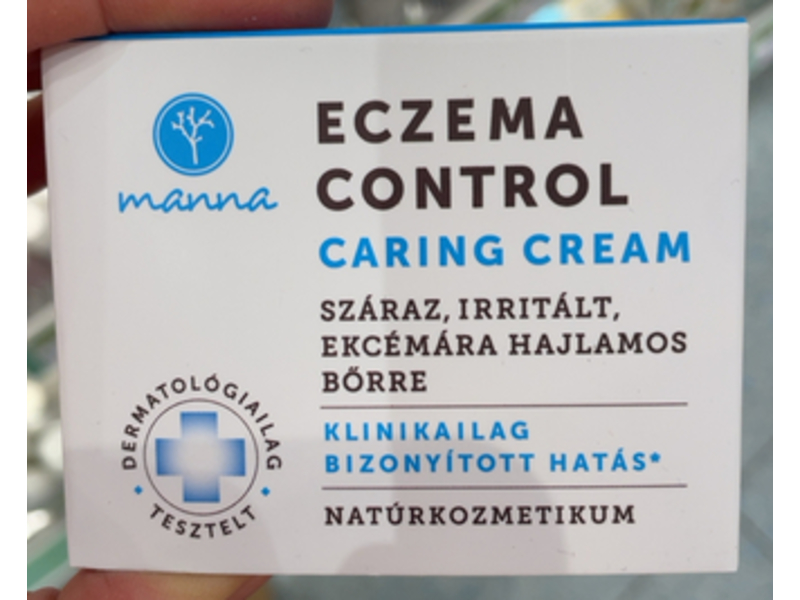 manna
ECZEMA
CONTROL
CARING CREAM
SZÁRAZ, IRRITÁLT,
EKCÉMÁRA HAJLAMOS
BŐRRE
KLINIKAILAG
BIZONYÍTOTT HATÁS*
NATÚRKOZMETIKUM
DERMATOLÓGIAILAG
TESZTELT